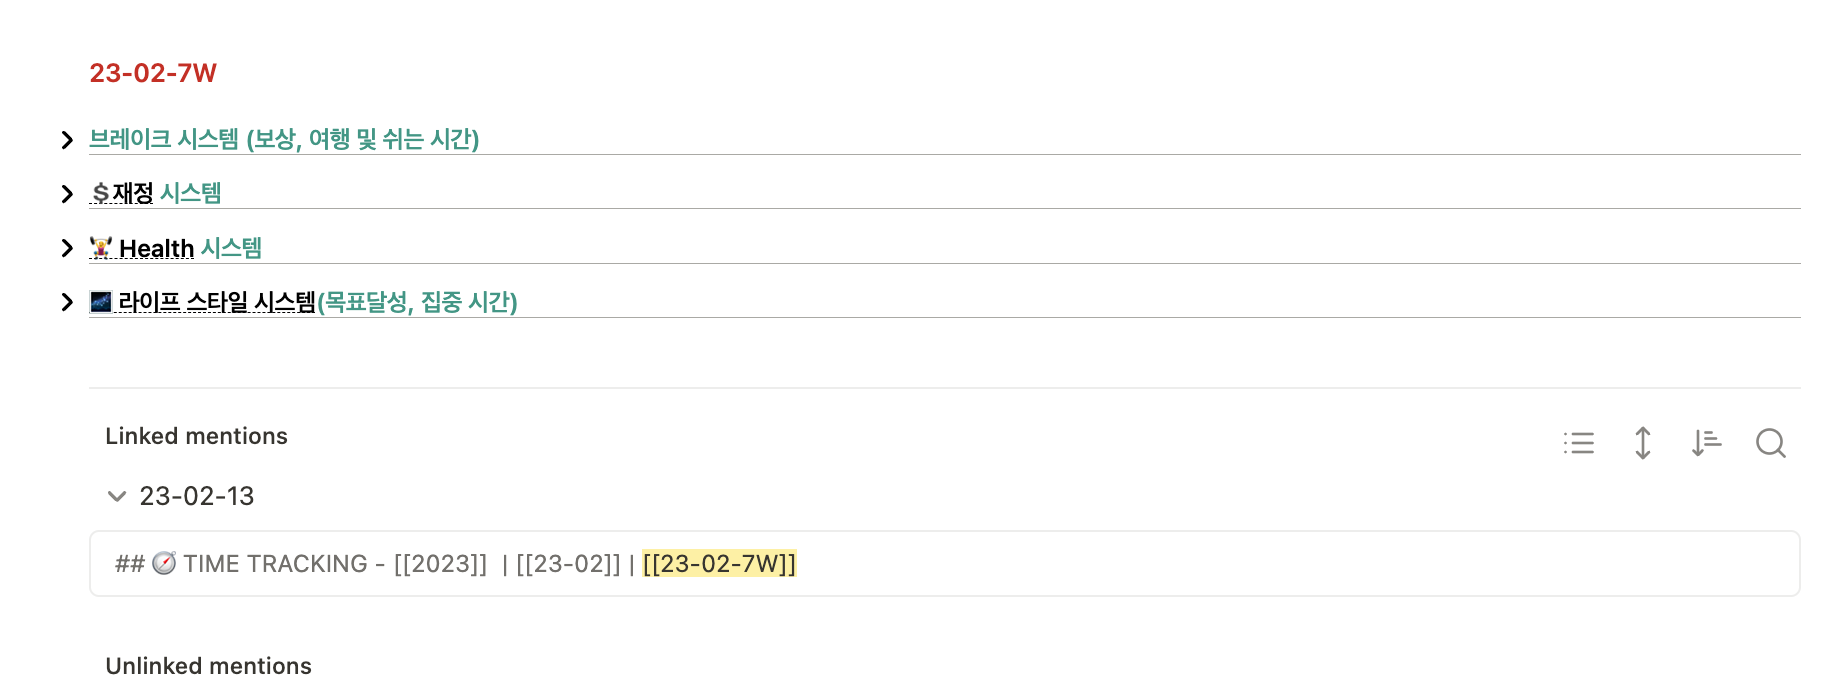 23-02-7W
브레이크 시스템 (보상, 여행 및 쉬는 시간)
💲재정 시스템
🏋 Health 시스템
🌌 라이프 스타일 시스템(목표달성, 집중 시간)
Linked mentions
23-02-13
## 🧭 TIME TRACKING - [[2023]] | [[23-02]] | [[23-02-7W]]
Unlinked mentions